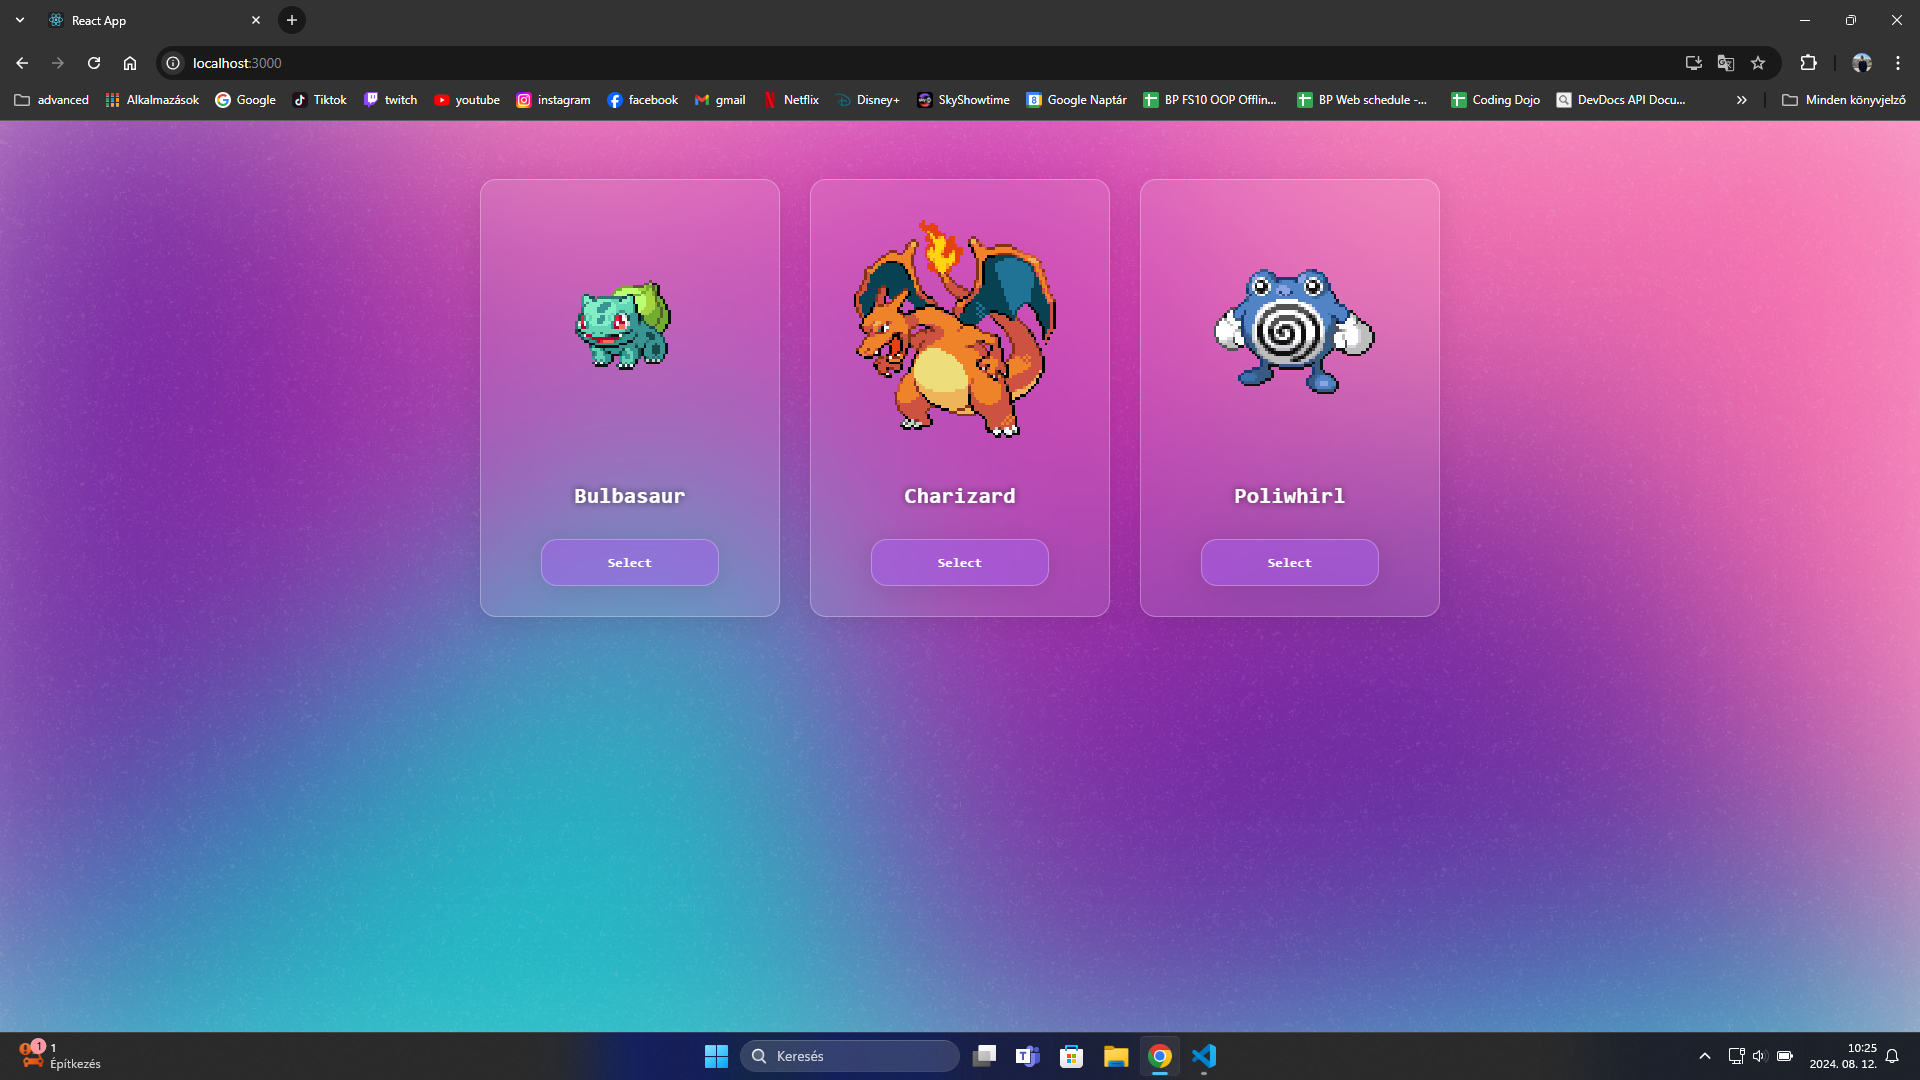 React App
localhost:3000
advanced
Alkalmazások
Google
Tiktok
twitch
youtube
instagram
facebook
gmail
Netflix
Disney+
SkyShowtime
Google Naptár
BP FS10 OOP Offlin...
BP Web schedule -...
Coding Dojo
DevDocs API Docu...
Minden könyvjelző
Bulbasaur
Charizard
Poliwhirl
Select
Select
Select
1
1
Építkezés
Keresés
10:25
2024. 08. 12.